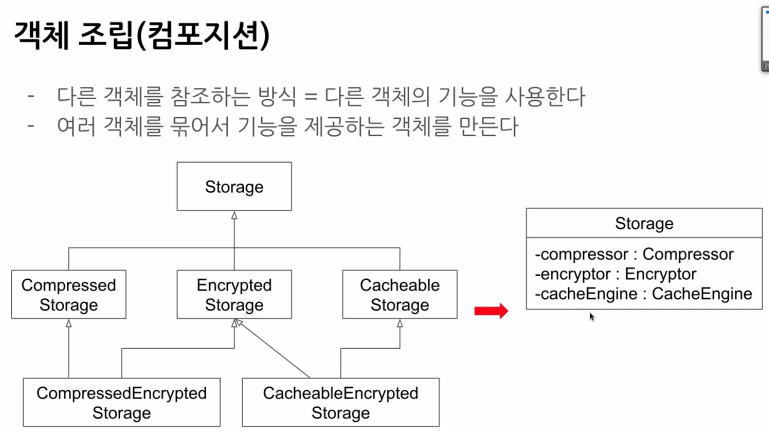 객체 조립(컴포지션)
- 다른 객체를 참조하는 방식 = 다른 객체의 기능을 사용한다
- 여러 객체를 묶어서 기능을 제공하는 객체를 만든다
Storage
Compressed
Storage
Encrypted
Storage
Cacheable
Storage
CompressedEncrypted
Storage
CacheableEncrypted
Storage
Storage
-compressor : Compressor
-encryptor : Encryptor
-cacheEngine : CacheEngine